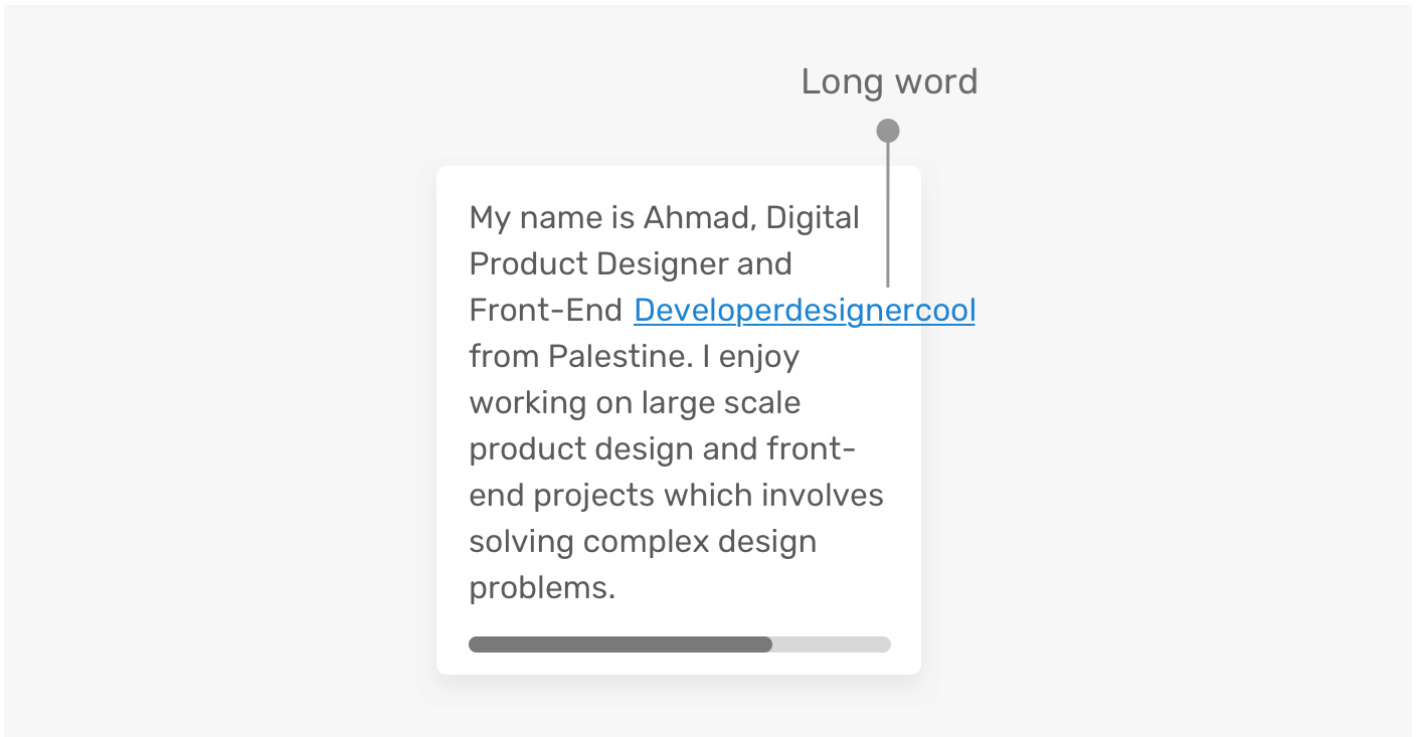 Long word
My name is Ahmad, Digital
Product Designer and
Front-End Developerdesignercool
from Palestine. I enjoy
working on large scale
product design and front-
end projects which involves
solving complex design
problems.